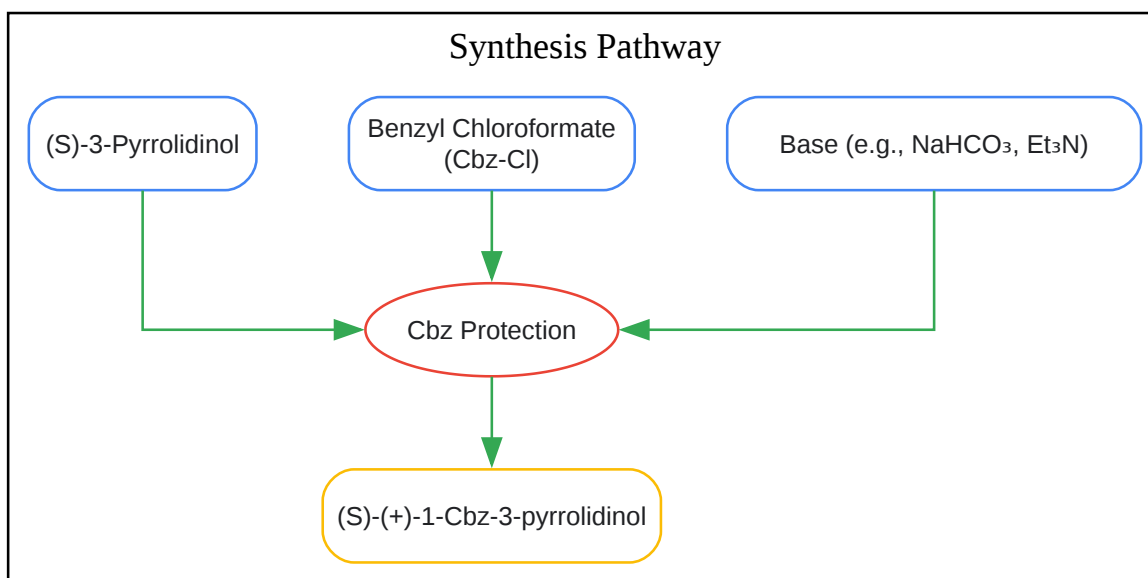 Synthesis Pathway
(S)-3-Pyrrolidinol
Benzyl Chloroformate
(Cbz-Cl)
Base (e.g., NaHCO₃, Et₃N)
Cbz Protection
(S)-(+)-1-Cbz-3-pyrrolidinol